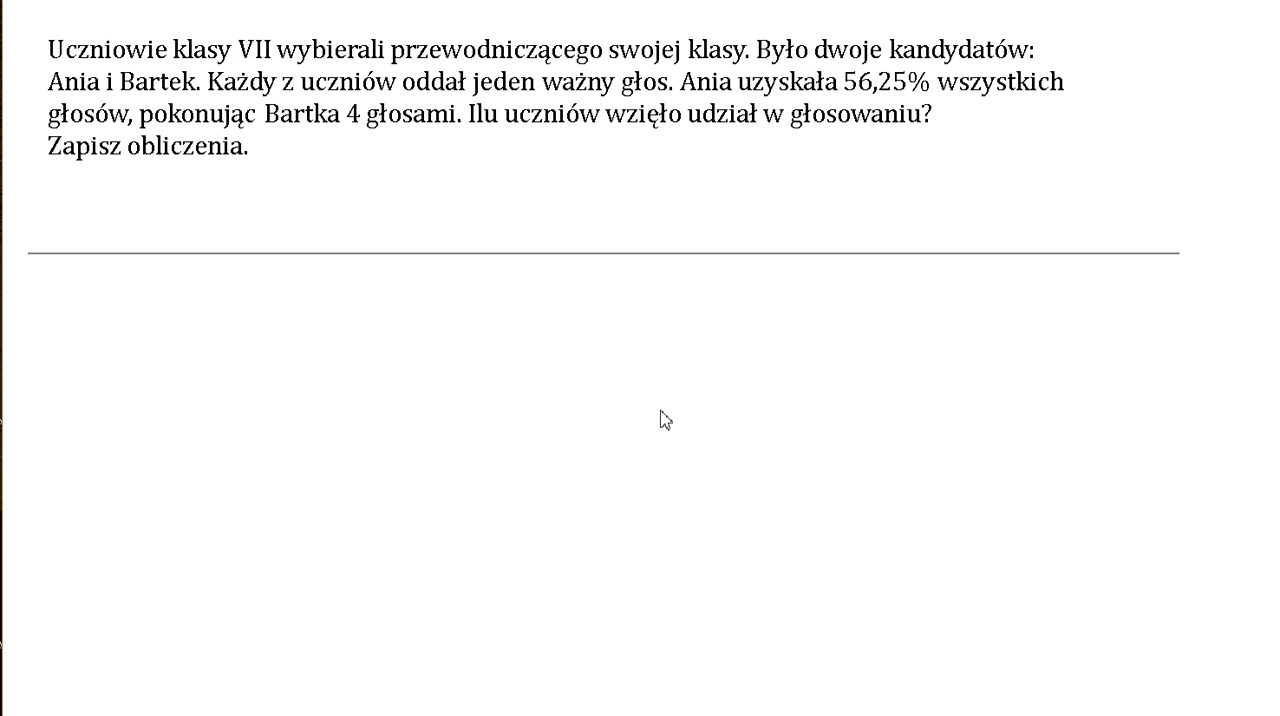 Uczniowie klasy VII wybierali przewodniczącego swojej klasy. Było dwoje kandydatów:
Ania i Bartek. Każdy z uczniów oddał jeden ważny głos. Ania uzyskała 56,25% wszystkich
głosów, pokonując Bartka 4 głosami. Ilu uczniów wzięło udział w głosowaniu?
Zapisz obliczenia.